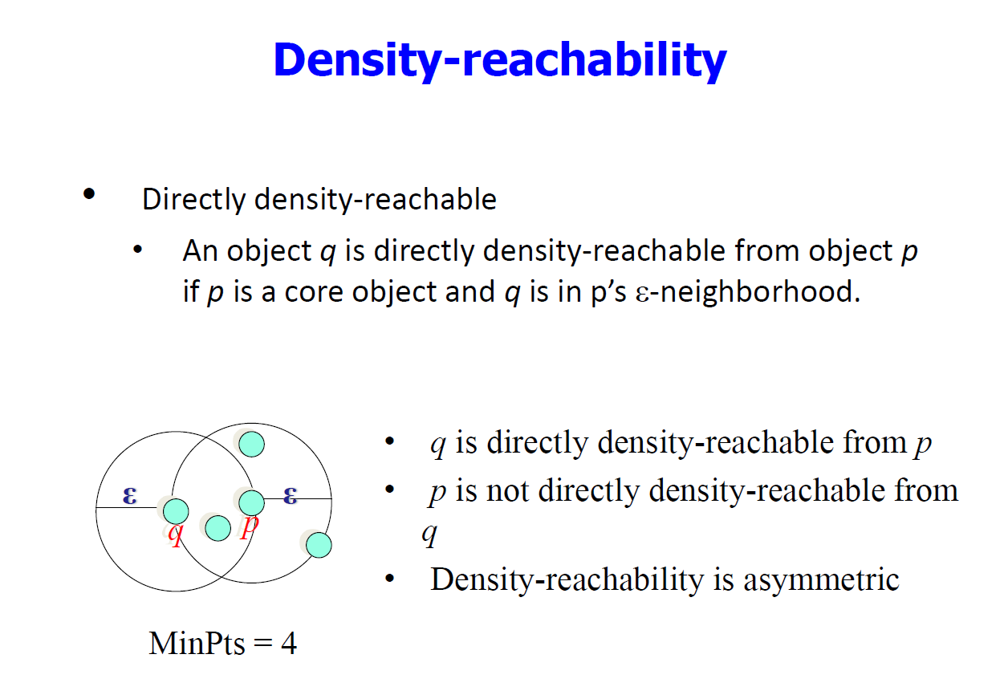 Density-reachability
• Directly density-reachable
• An object q is directly density-reachable from object p
if p is a core object and q is in p’s ε-neighborhood.
ε
ε
q
p
MinPts = 4
• q is directly density-reachable from p
• p is not directly density-reachable from
q
• Density-reachability is asymmetric